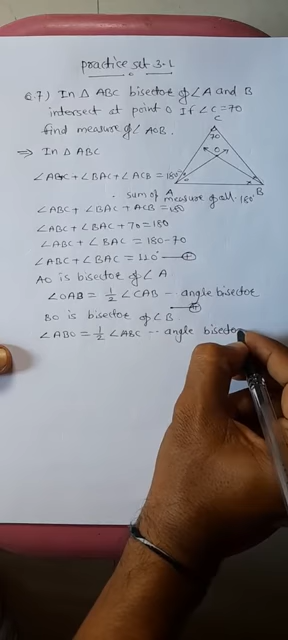 practice set 3.1
Q.7) In △ ABC bisector of ∠A and B
intersect at point O If ∠C = 70
find measure of ∠ AOB.
C
70
O
A
B
⇒ In △ ABC
∠ABC + ∠BAC + ∠ACB = 180°
- sum of measure of all. 180°
∠ABC + ∠BAC + ACB = 180
∠ABC + ∠BAC + 70 = 180
∠ABC + ∠BAC = 180 - 70
∠ABC + ∠BAC = 110°
AO is bisector of ∠ A
∠OAB = 1/2 ∠CAB -- angle bisector
BO is bisector of ∠ B.
∠ABO = 1/2 ∠ABC -- angle bisector